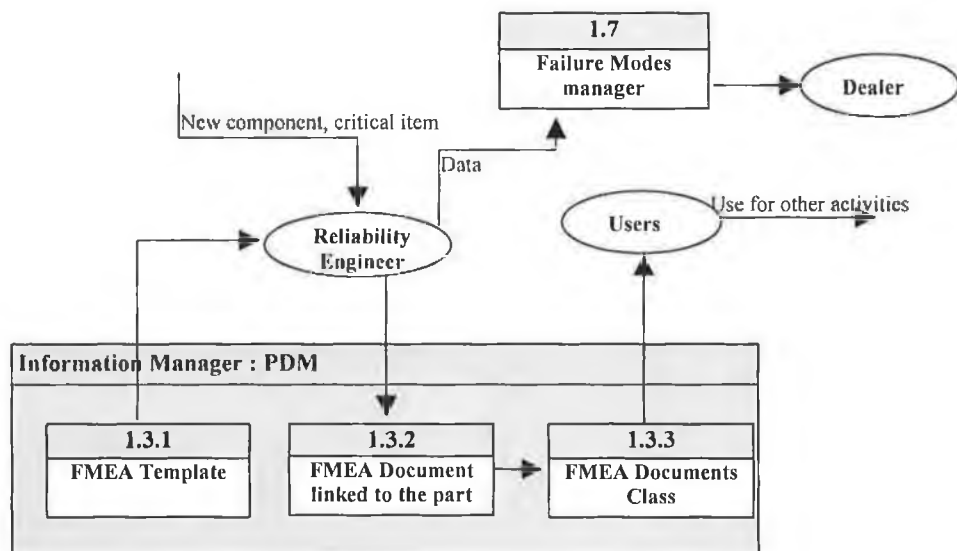 1.7
Failure Modes
manager
Dealer
New component, critical item
Data
Use for other activities
Users
Reliability
Engineer
Information Manager : PDM
1.3.1
FMEA Template
1.3.2
FMEA Document
linked to the part
1.3.3
FMEA Documents
Class